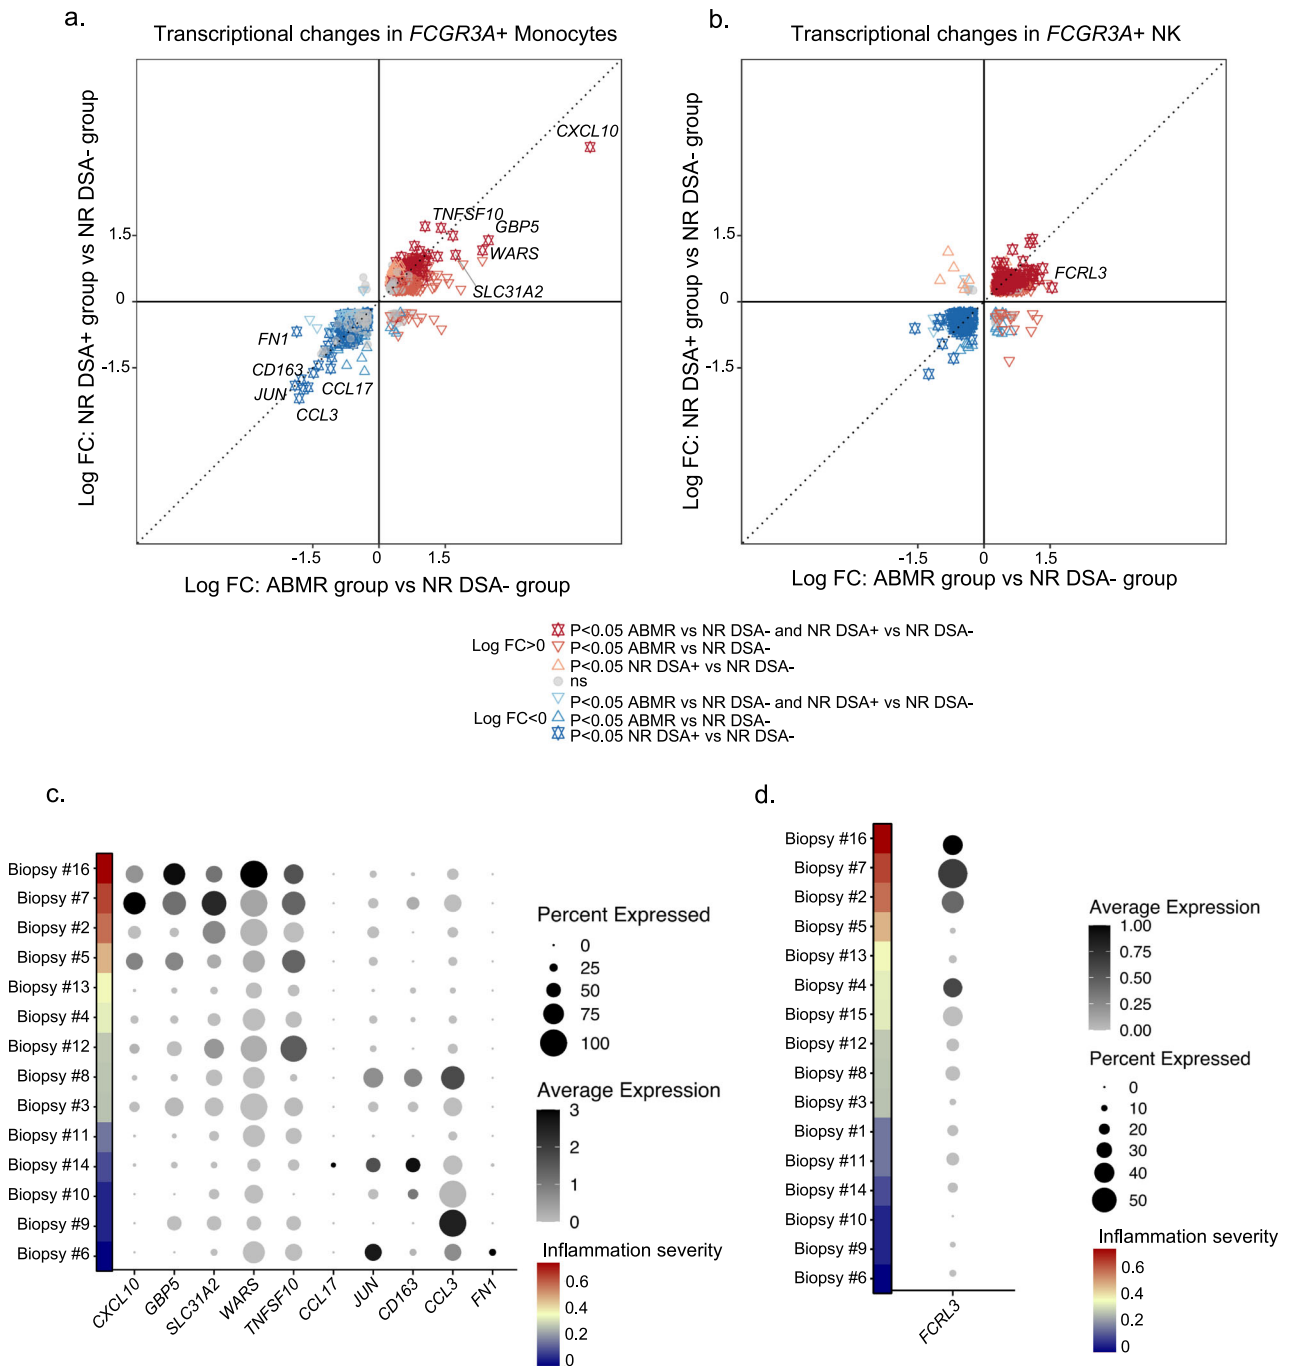 a.
Transcriptional changes in FCGR3A+ Monocytes
Log FC: NR DSA+ group vs NR DSA- group
1.5
0
-1.5
CXCL10
TNFSF10
GBP5
WARS
SLC31A2
FN1
CD163
CCL17
JUN
CCL3
-1.5
0
1.5
Log FC: ABMR group vs NR DSA- group
b.
Transcriptional changes in FCGR3A+ NK
Log FC: NR DSA+ group vs NR DSA- group
1.5
0
-1.5
FCRL3
-1.5
0
1.5
Log FC: ABMR group vs NR DSA- group
Log FC>0
P<0.05 ABMR vs NR DSA- and NR DSA+ vs NR DSA-
P<0.05 ABMR vs NR DSA-
P<0.05 NR DSA+ vs NR DSA-
ns
Log FC<0
P<0.05 ABMR vs NR DSA- and NR DSA+ vs NR DSA-
P<0.05 ABMR vs NR DSA-
P<0.05 NR DSA+ vs NR DSA-
c.
Biopsy #16
Biopsy #7
Biopsy #2
Biopsy #5
Biopsy #13
Biopsy #4
Biopsy #12
Biopsy #8
Biopsy #3
Biopsy #11
Biopsy #14
Biopsy #10
Biopsy #9
Biopsy #6
CXCL10
GBP5
SLC31A2
WARS
TNFSF10
CCL17
JUN
CD163
CCL3
FN1
Percent Expressed
0
25
50
75
100
Average Expression
3
2
1
0
Inflammation severity
0.6
0.4
0.2
0
d.
Biopsy #16
Biopsy #7
Biopsy #2
Biopsy #5
Biopsy #13
Biopsy #4
Biopsy #15
Biopsy #12
Biopsy #8
Biopsy #3
Biopsy #1
Biopsy #11
Biopsy #14
Biopsy #10
Biopsy #9
Biopsy #6
FCRL3
Average Expression
1.00
0.75
0.50
0.25
0.00
Percent Expressed
0
10
20
30
40
50
Inflammation severity
0.6
0.4
0.2
0